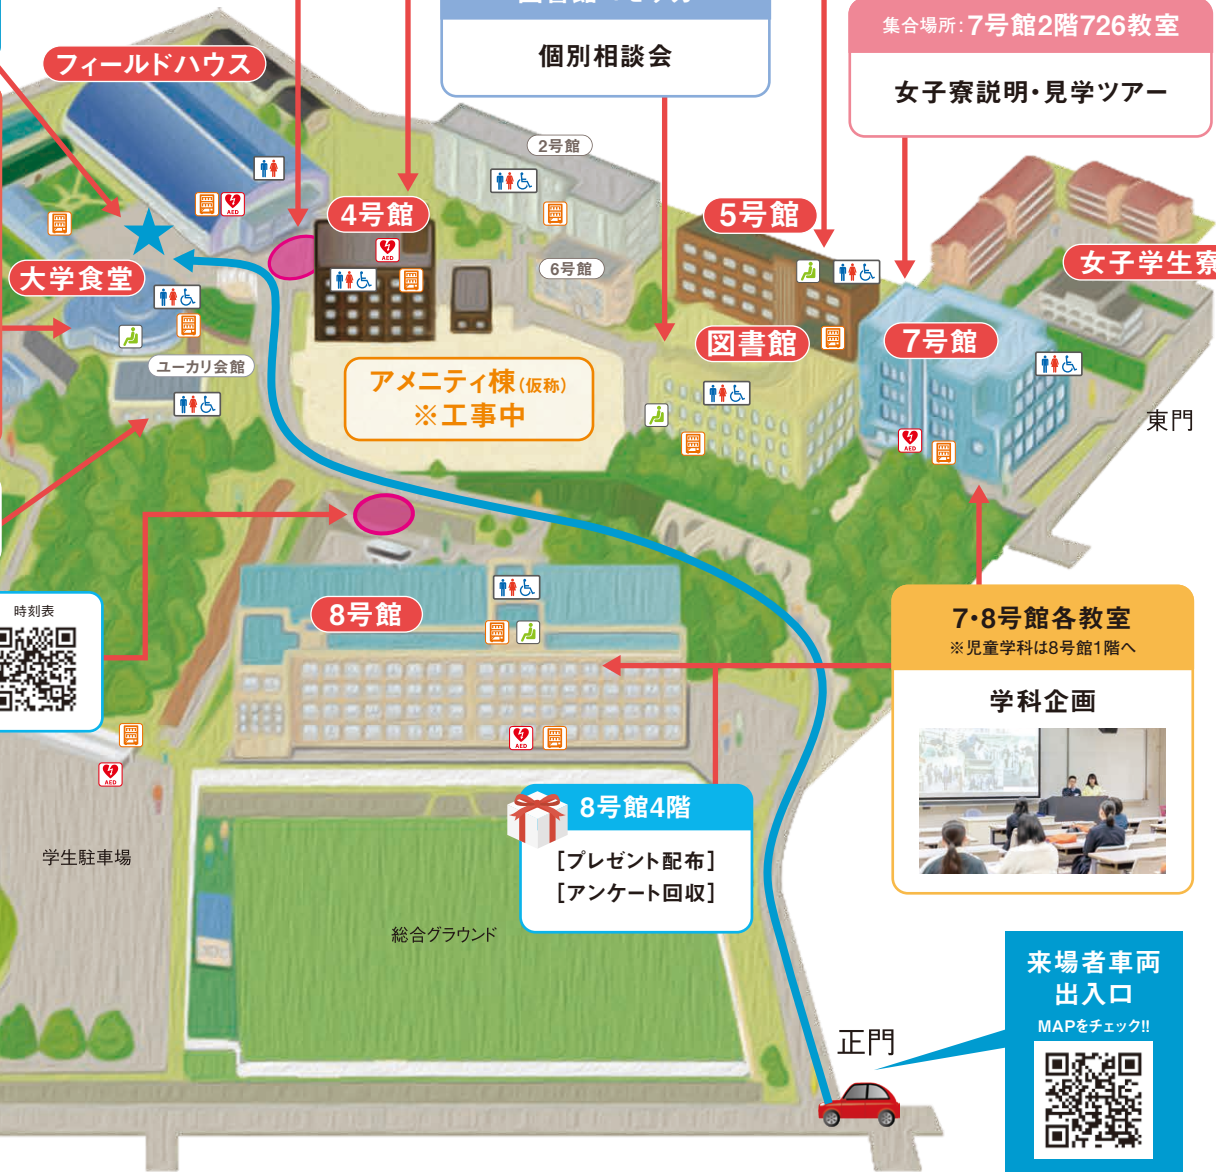 個別相談会
集合場所:7号館2階726教室
女子寮説明・見学ツアー
フィールドハウス
2号館
4号館
AED
5号館
6号館
AED
女子学生寮
大学食堂
図書館
7号館
ユーカリ会館
アメニティ棟(仮称)
※工事中
東門
AED
時刻表
8号館
7・8号館各教室
※児童学科は8号館1階へ
学科企画
AED
AED
8号館4階
[プレゼント配布]
[アンケート回収]
学生駐車場
総合グラウンド
来場者車両
出入口
MAPをチェック!!
正門